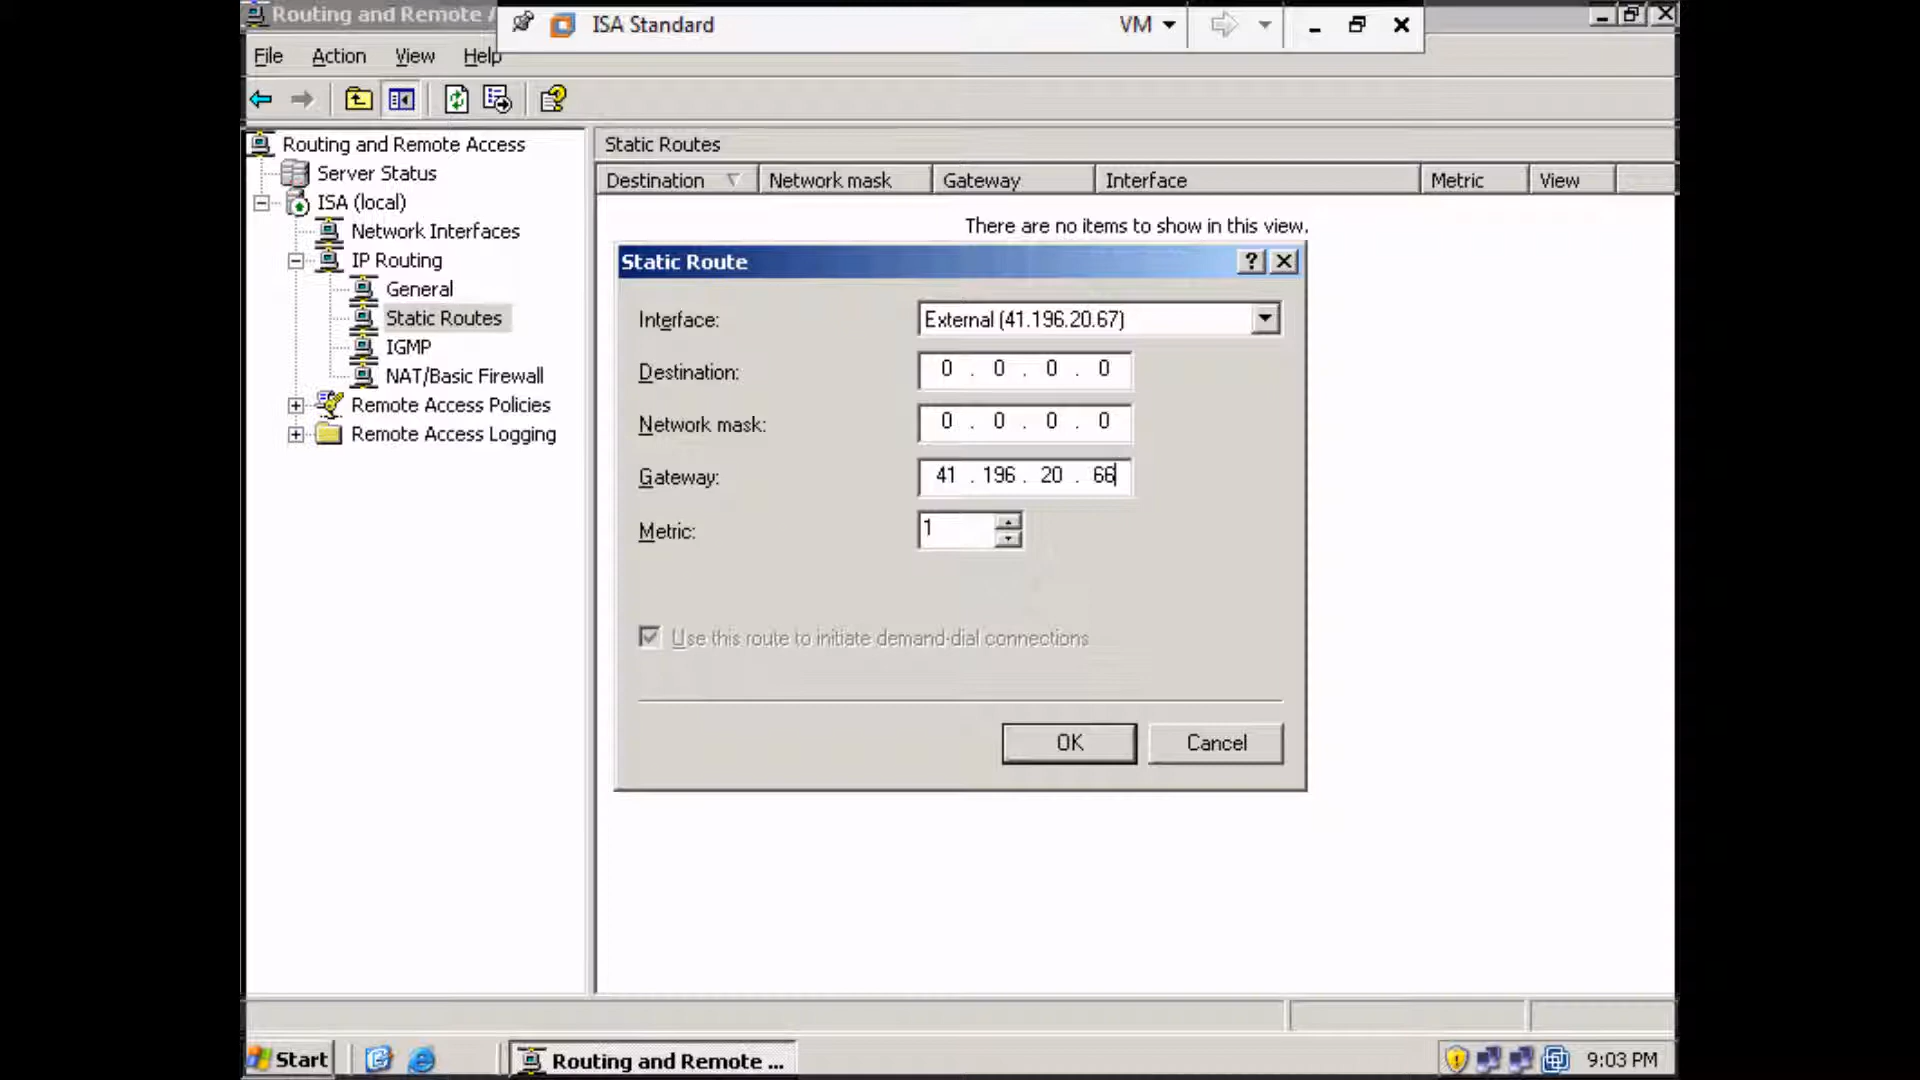 Routing and Remote
ISA Standard
VM
File Action View Help
Routing and Remote Access
Server Status
ISA (local)
Network Interfaces
IP Routing
General
Static Routes
IGMP
NAT/Basic Firewall
Remote Access Policies
Remote Access Logging
Static Routes
Destination Network mask Gateway Interface Metric View
There are no items to show in this view.
Static Route
Interface: External (41.196.20.67)
Destination: 0 . 0 . 0 . 0
Network mask: 0 . 0 . 0 . 0
Gateway: 41 . 196 . 20 . 66
Metric: 1
Use this route to initiate demand-dial connections
OK Cancel
Start Routing and Remote ... 9:03 PM